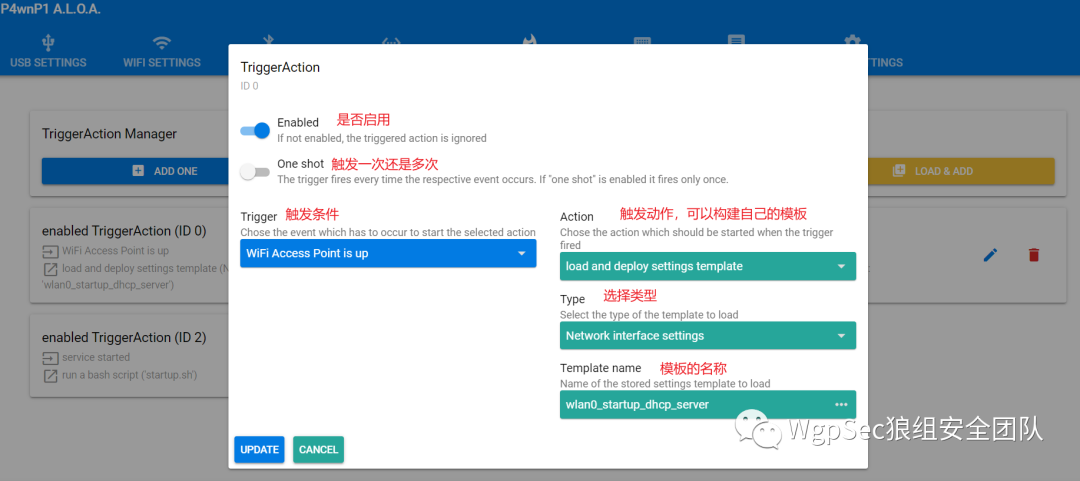 P4wnP1 A.L.O.A.
USB SETTINGS
WIFI SETTINGS
TTINGS
TriggerAction Manager
ADD ONE
LOAD & ADD
enabled TriggerAction (ID 0)
WiFi Access Point is up
load and deploy settings template (N
'wlan0_startup_dhcp_server')
enabled TriggerAction (ID 2)
service started
run a bash script ('startup.sh')
TriggerAction
ID 0
Enabled 是否启用
If not enabled, the triggered action is ignored
One shot 触发一次还是多次
The trigger fires every time the respective event occurs. If "one shot" is enabled it fires only once.
Trigger 触发条件
Chose the event which has to occur to start the selected action
WiFi Access Point is up
Action 触发动作，可以构建自己的模板
Chose the action which should be started when the trigger
fired
load and deploy settings template
Type 选择类型
Select the type of the template to load
Network interface settings
Template name 模板的名称
Name of the stored settings template to load
wlan0_startup_dhcp_server
UPDATE
CANCEL
WgpSec狼组安全团队